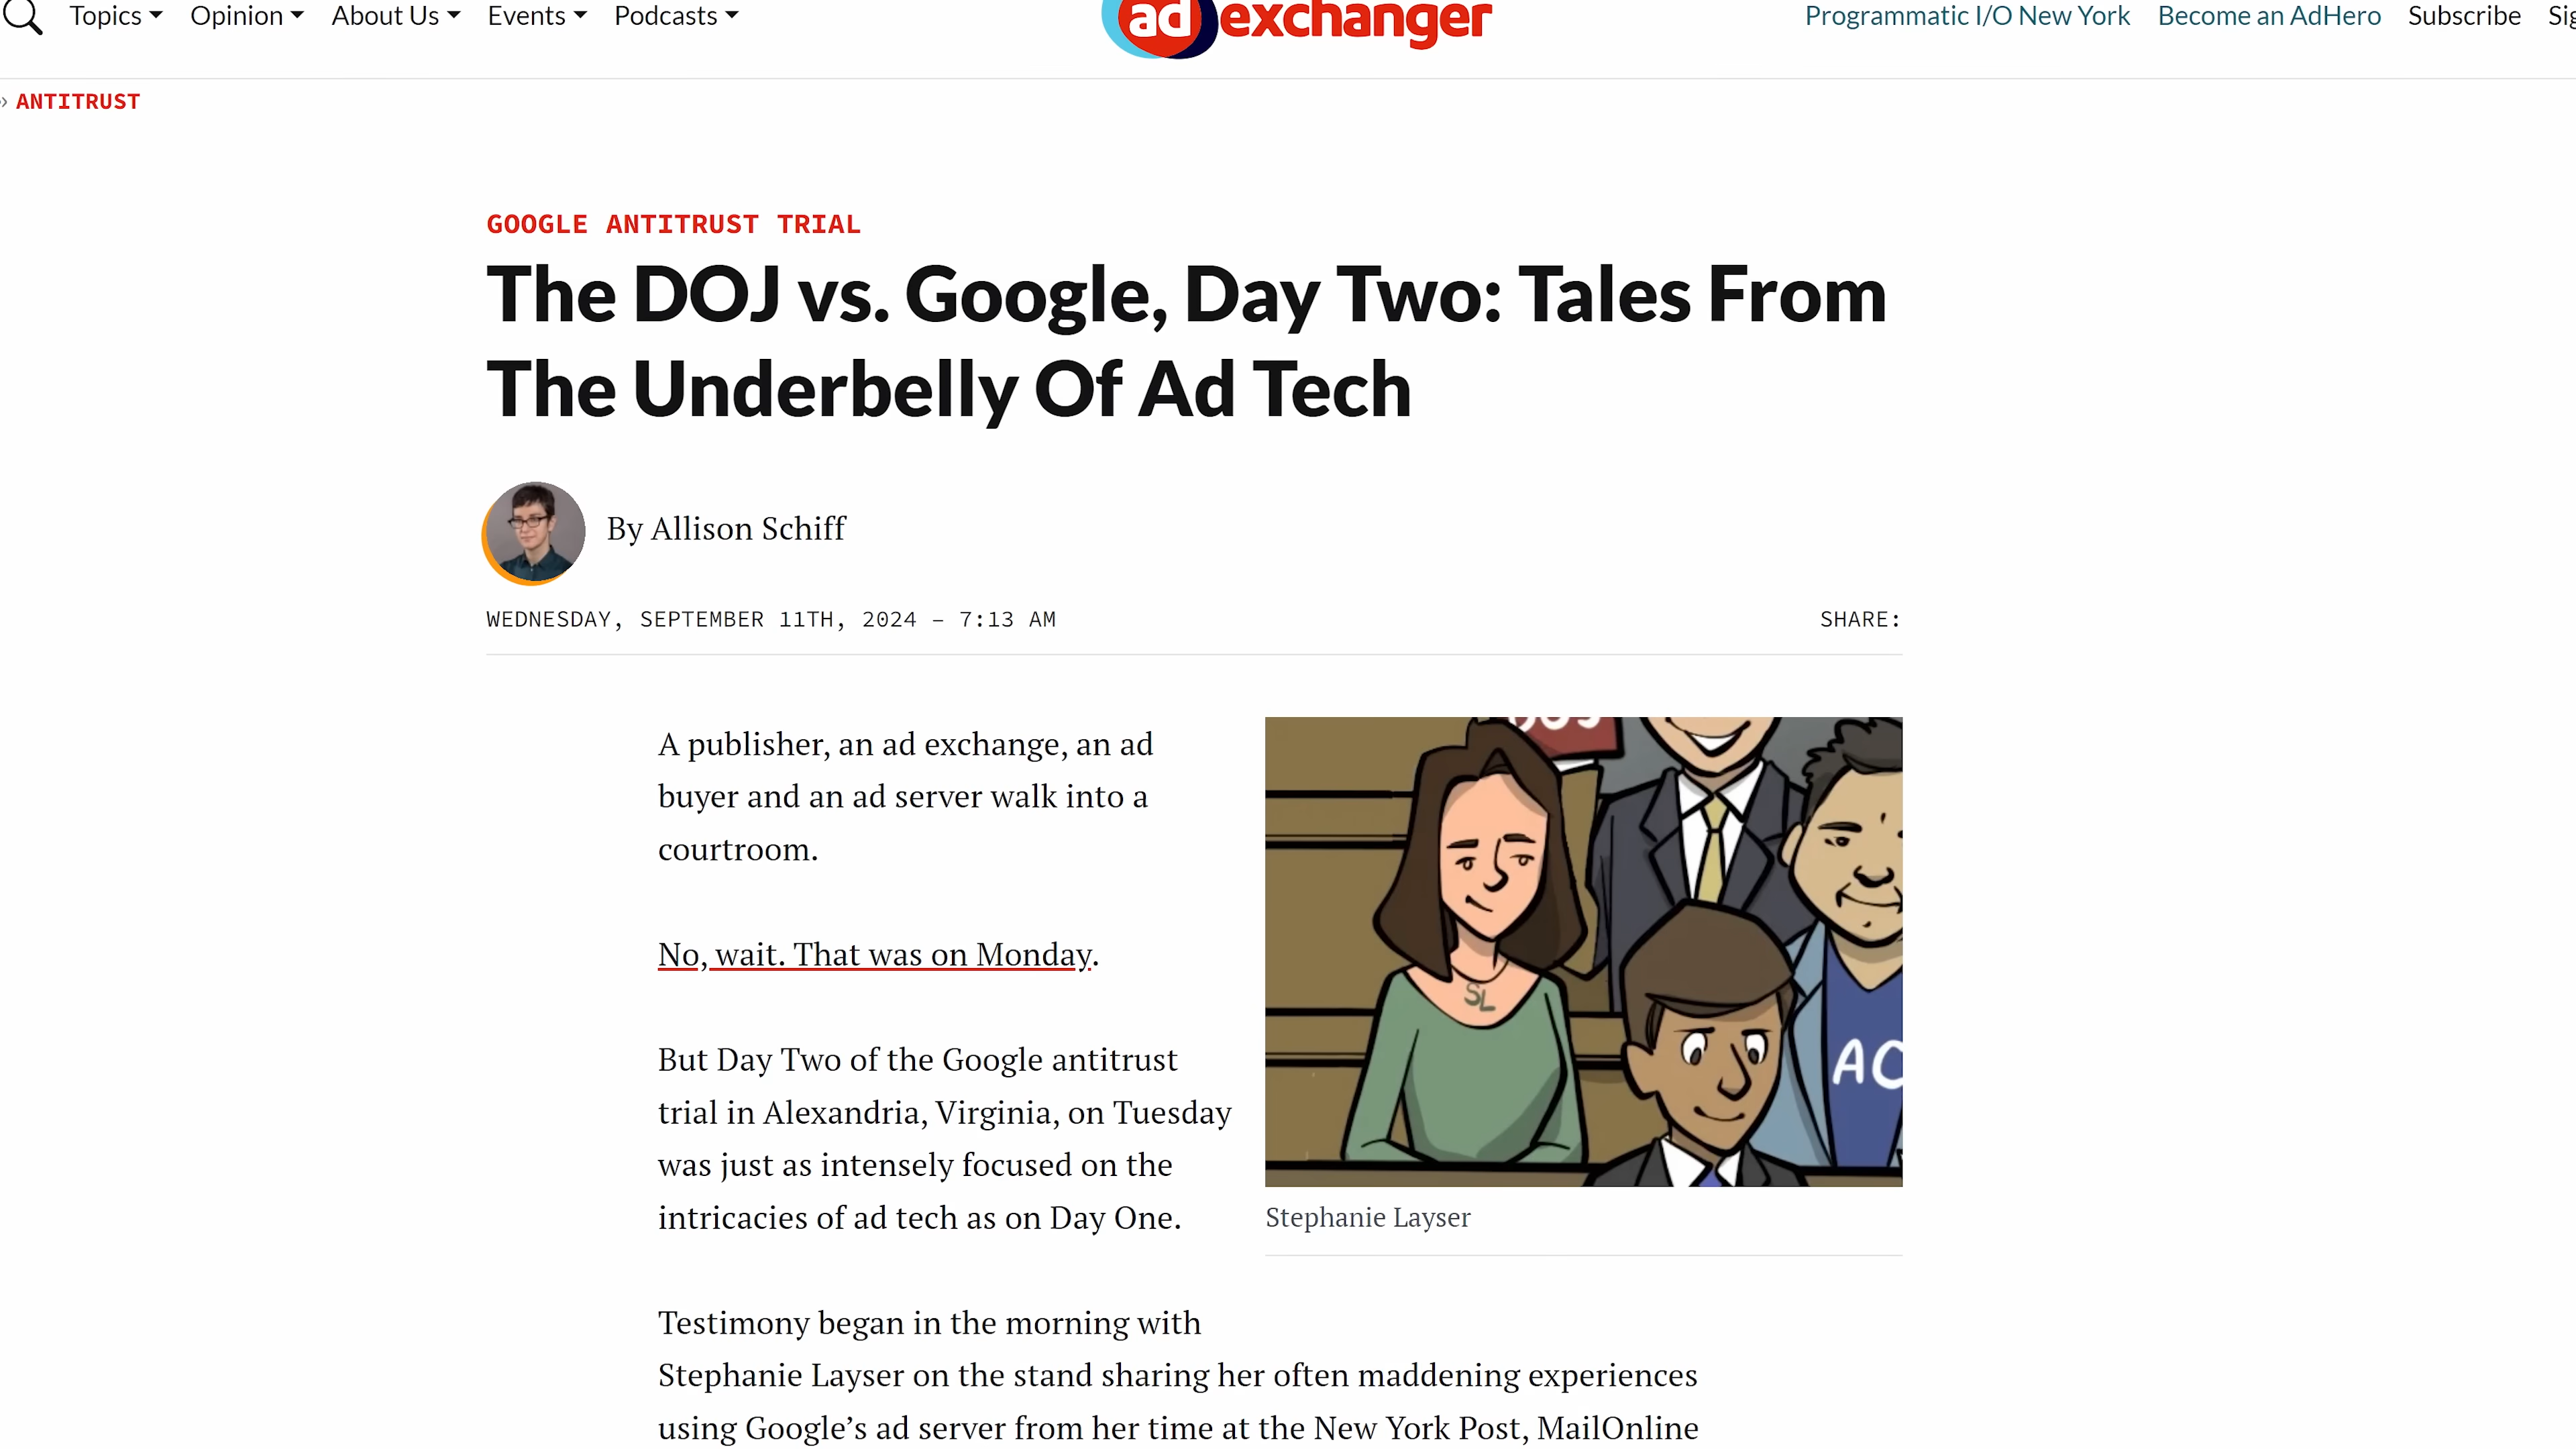 Topics Opinion About Us Events Podcasts
ad exchanger
Programmatic I/O New York Become an AdHero Subscribe
» ANTITRUST
GOOGLE ANTITRUST TRIAL
The DOJ vs. Google, Day Two: Tales From
The Underbelly Of Ad Tech
By Allison Schiff
WEDNESDAY, SEPTEMBER 11TH, 2024 – 7:13 AM
SHARE:
A publisher, an ad exchange, an ad
buyer and an ad server walk into a
courtroom.
No, wait. That was on Monday.
But Day Two of the Google antitrust
trial in Alexandria, Virginia, on Tuesday
was just as intensely focused on the
intricacies of ad tech as on Day One.
SL
AC
Stephanie Layser
Testimony began in the morning with
Stephanie Layser on the stand sharing her often maddening experiences
using Google’s ad server from her time at the New York Post, MailOnline